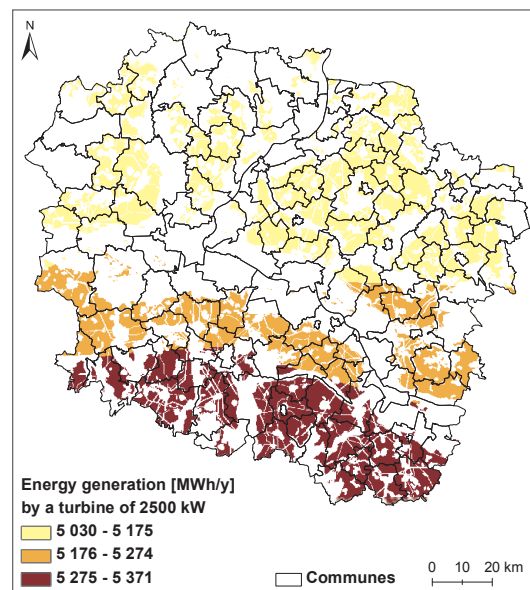 N
Energy generation [MWh/y]
by a turbine of 2500 kW
5 030 - 5 175
5 176 - 5 274
5 275 - 5 371
Communes
0 10 20 km